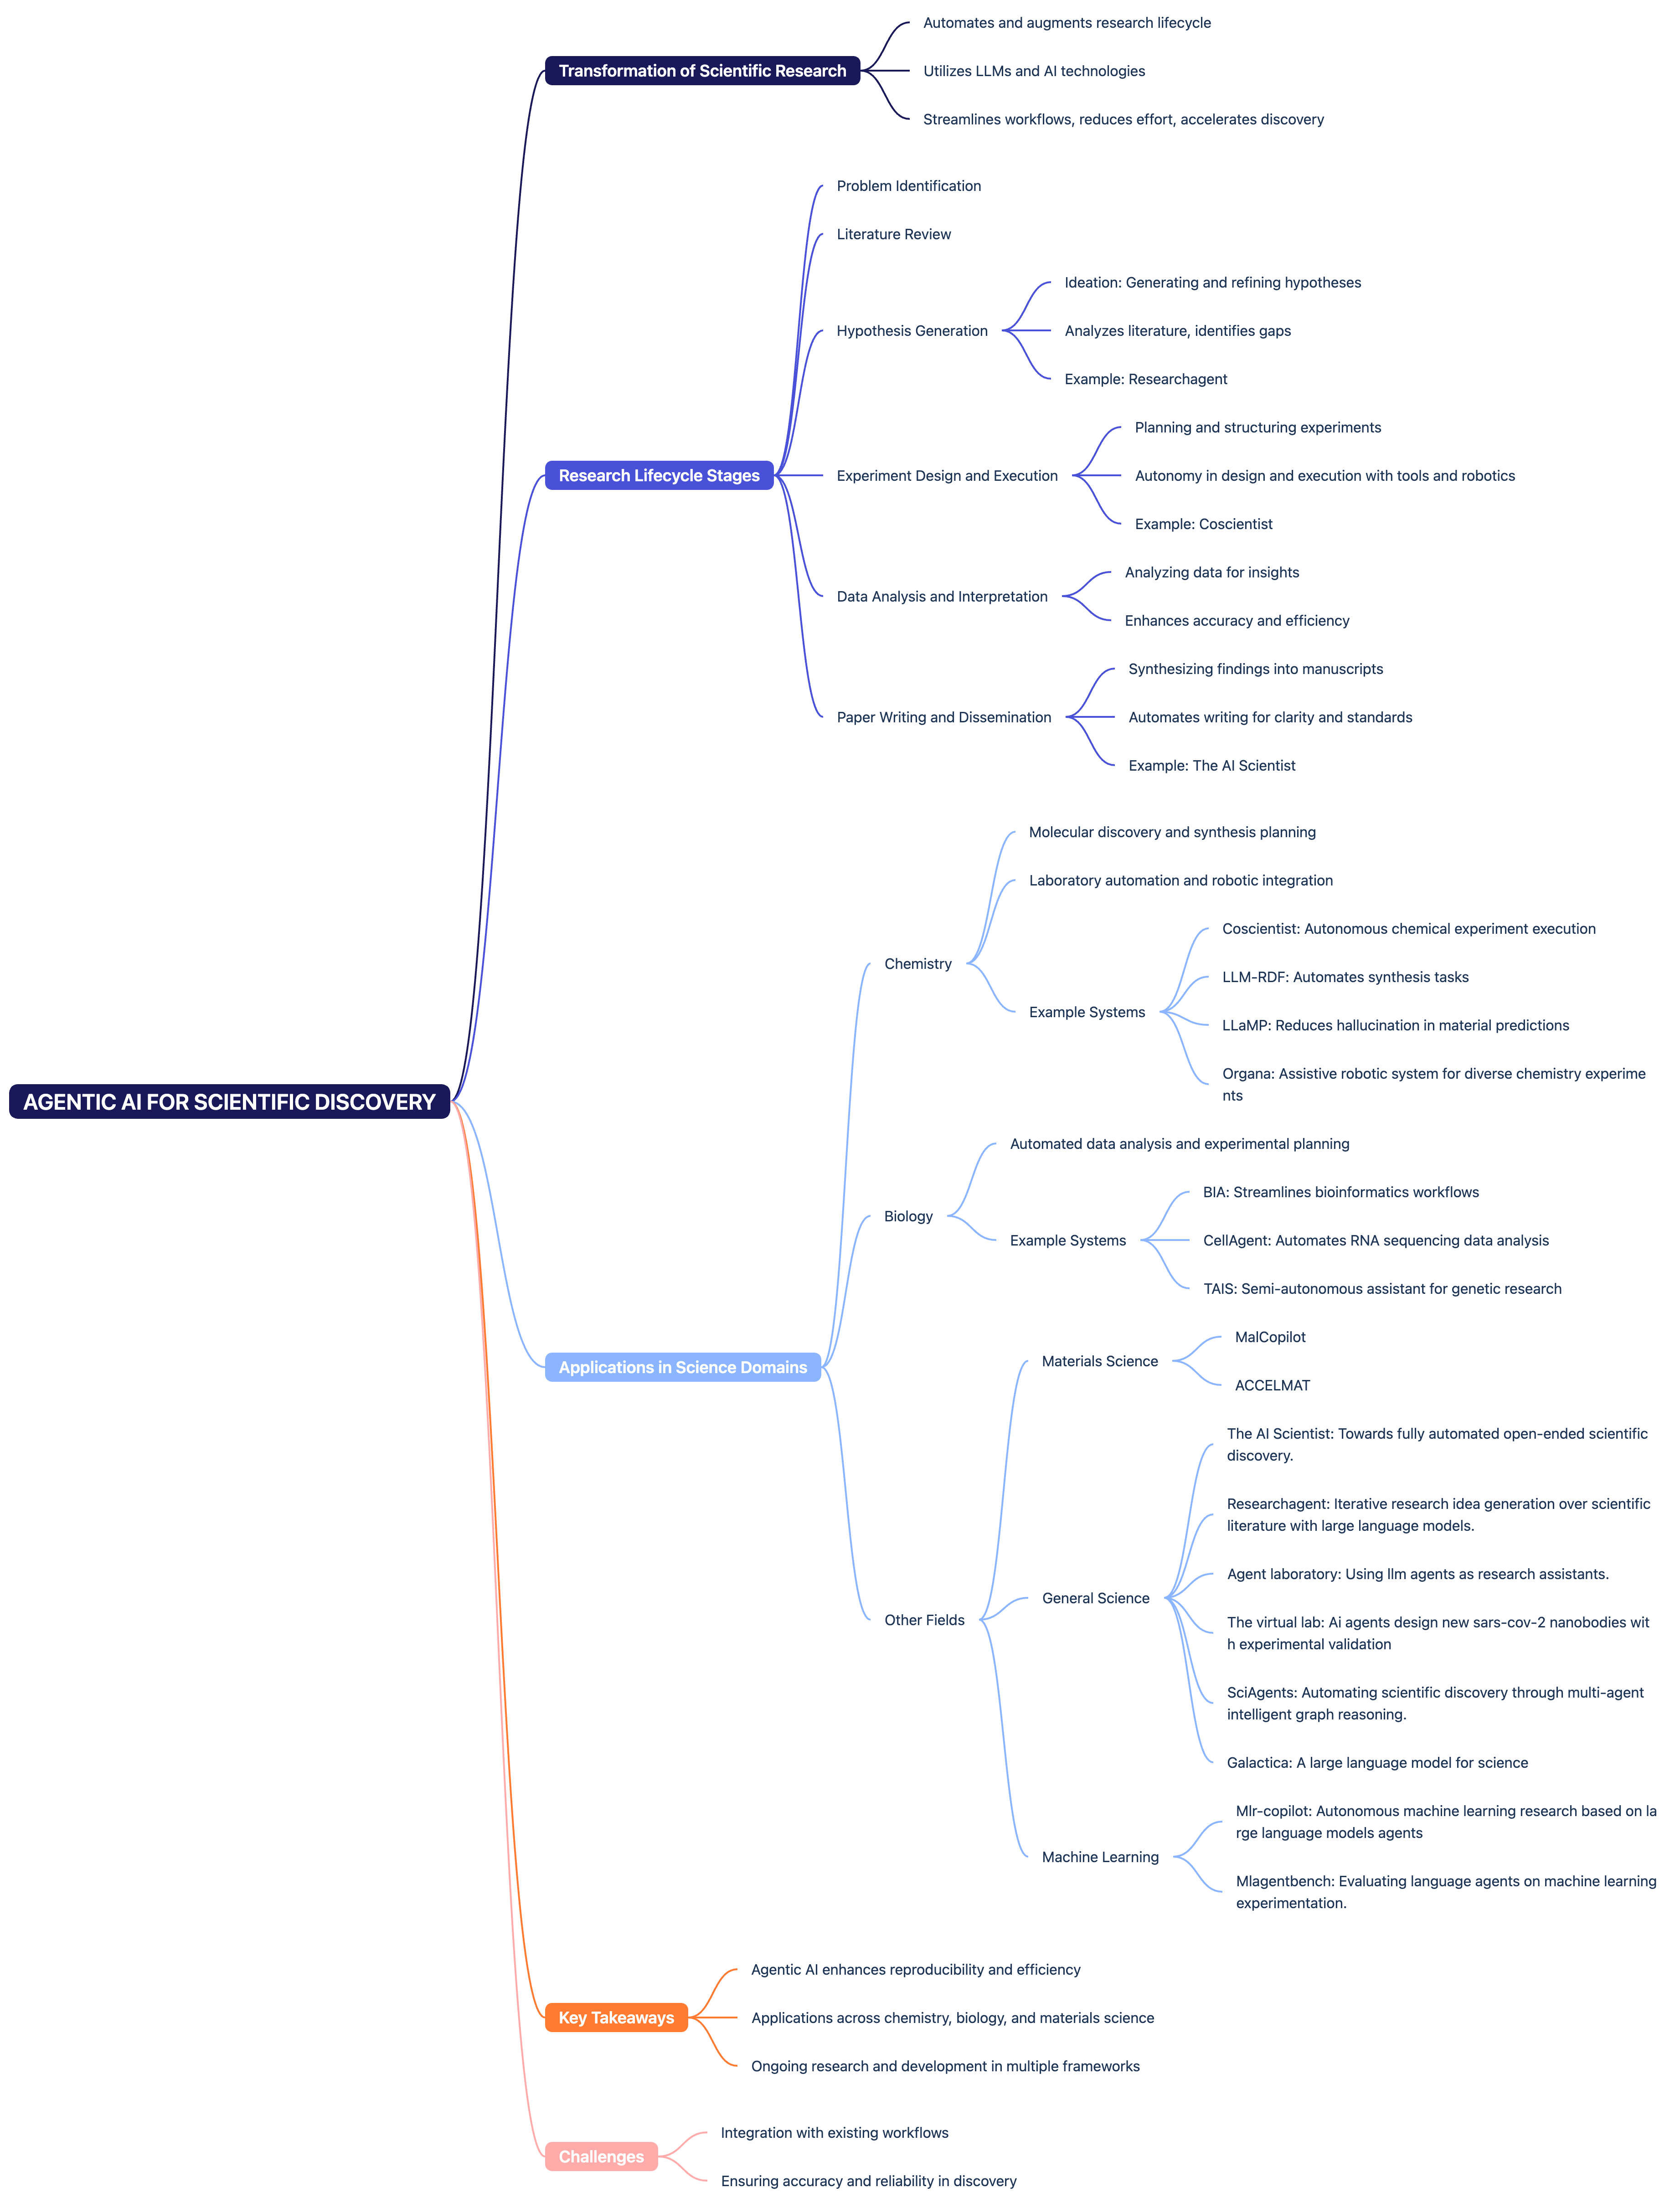 Automates and augments research lifecycle
Transformation of Scientific Research
Utilizes LLMs and AI technologies
Streamlines workflows, reduces effort, accelerates discovery
Problem Identification
Literature Review
Ideation: Generating and refining hypotheses
Hypothesis Generation
Analyzes literature, identifies gaps
Example: Researchagent
Planning and structuring experiments
Research Lifecycle Stages
Experiment Design and Execution
Autonomy in design and execution with tools and robotics
Example: Coscientist
Analyzing data for insights
Data Analysis and Interpretation
Enhances accuracy and efficiency
Synthesizing findings into manuscripts
Paper Writing and Dissemination
Automates writing for clarity and standards
Example: The AI Scientist
Molecular discovery and synthesis planning
Laboratory automation and robotic integration
Coscientist: Autonomous chemical experiment execution
Chemistry
LLM-RDF: Automates synthesis tasks
Example Systems
LLaMP: Reduces hallucination in material predictions
Organa: Assistive robotic system for diverse chemistry experime
nts
AGENTIC AI FOR SCIENTIFIC DISCOVERY
Automated data analysis and experimental planning
BIA: Streamlines bioinformatics workflows
Biology
Example Systems
CellAgent: Automates RNA sequencing data analysis
TAIS: Semi-autonomous assistant for genetic research
MalCopilot
Materials Science
Applications in Science Domains
ACCELMAT
The AI Scientist: Towards fully automated open-ended scientific
discovery.
Researchagent: Iterative research idea generation over scientific
literature with large language models.
Agent laboratory: Using llm agents as research assistants.
General Science
Other Fields
The virtual lab: Ai agents design new sars-cov-2 nanobodies wit
h experimental validation
SciAgents: Automating scientific discovery through multi-agent
intelligent graph reasoning.
Galactica: A large language model for science
Mlr-copilot: Autonomous machine learning research based on la
rge language models agents
Machine Learning
Mlagentbench: Evaluating language agents on machine learning
experimentation.
Agentic AI enhances reproducibility and efficiency
Key Takeaways
Applications across chemistry, biology, and materials science
Ongoing research and development in multiple frameworks
Integration with existing workflows
Challenges
Ensuring accuracy and reliability in discovery